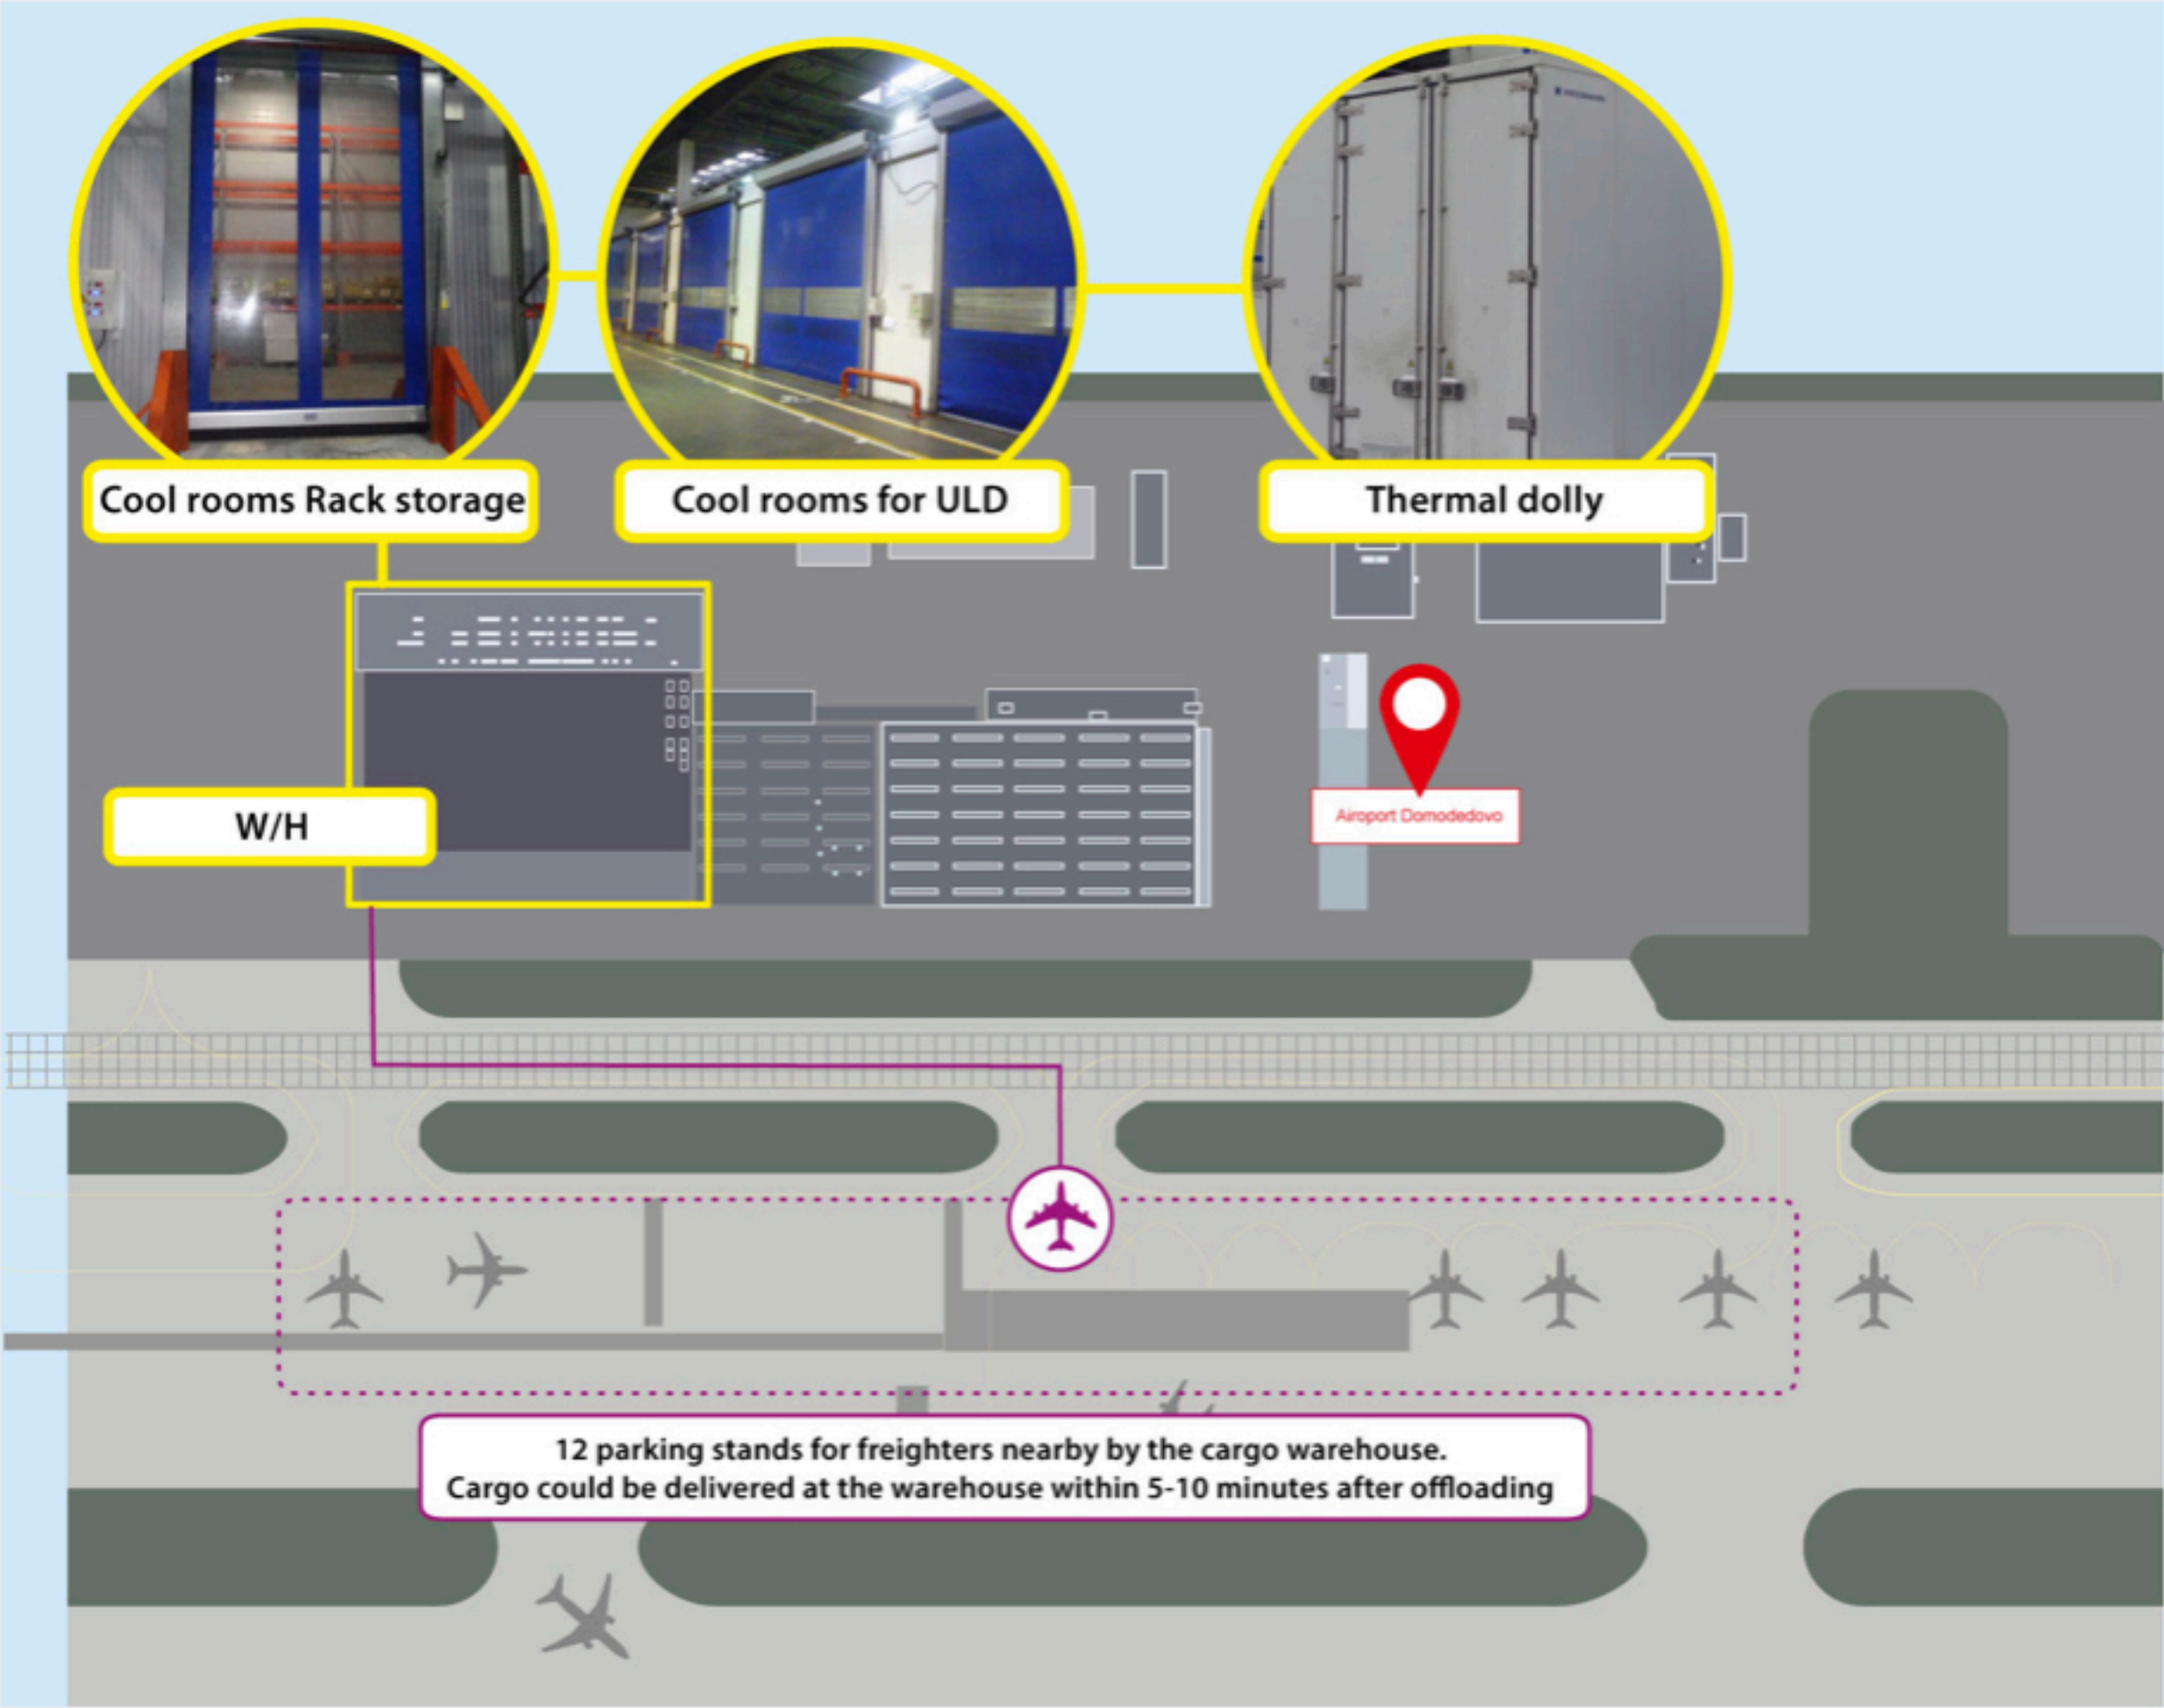 Cool rooms Rack storage
Cool rooms for ULD
Thermal dolly
W/H
Airoport Domodedovo
12 parking stands for freighters nearby by the cargo warehouse.
Cargo could be delivered at the warehouse within 5-10 minutes after offloading